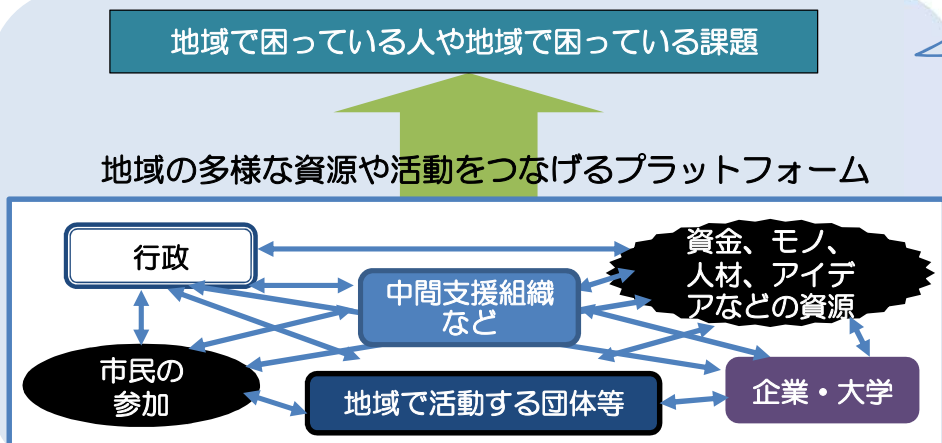 地域で困っている人や地域で困っている課題
地域の多様な資源や活動をつなげるプラットフォーム
行政
資金、モノ、
人材、アイデ
アなどの資源
中間支援組織
など
市民の
参加
地域で活動する団体等
企業・大学